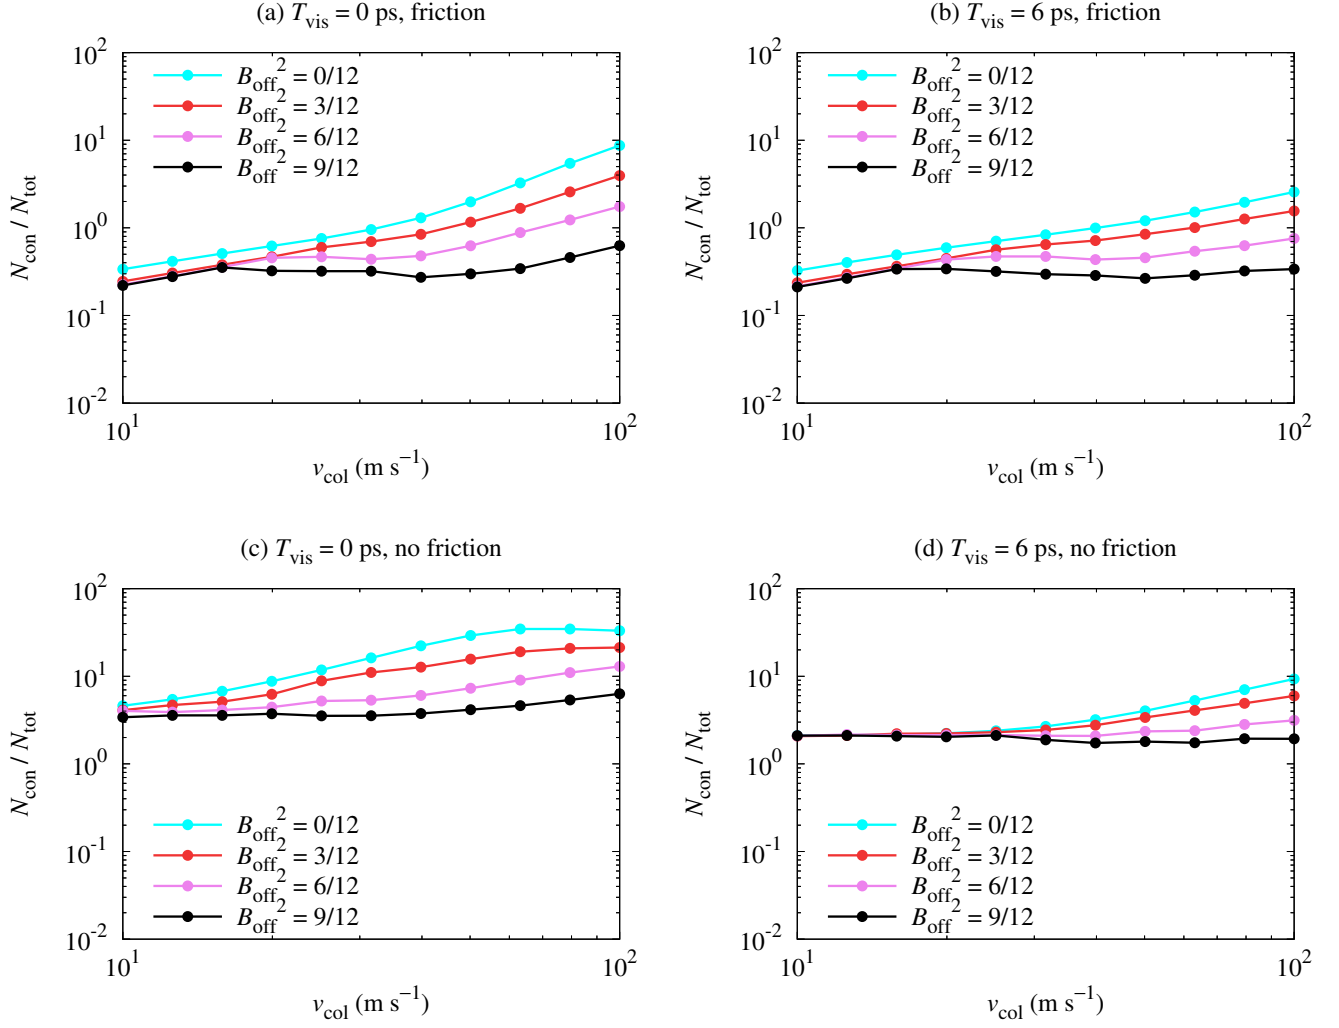 (a) T_vis = 0 ps, friction
10^2
10^1
10^0
10^-1
10^-2
N_con / N_tot
B_off^2 = 0/12
B_off^2 = 3/12
B_off^2 = 6/12
B_off^2 = 9/12
10^1
10^2
v_col (m s^-1)
(b) T_vis = 6 ps, friction
10^2
10^1
10^0
10^-1
10^-2
N_con / N_tot
B_off^2 = 0/12
B_off^2 = 3/12
B_off^2 = 6/12
B_off^2 = 9/12
10^1
10^2
v_col (m s^-1)
(c) T_vis = 0 ps, no friction
10^2
10^1
10^0
10^-1
10^-2
N_con / N_tot
B_off^2 = 0/12
B_off^2 = 3/12
B_off^2 = 6/12
B_off^2 = 9/12
10^1
10^2
v_col (m s^-1)
(d) T_vis = 6 ps, no friction
10^2
10^1
10^0
10^-1
10^-2
N_con / N_tot
B_off^2 = 0/12
B_off^2 = 3/12
B_off^2 = 6/12
B_off^2 = 9/12
10^1
10^2
v_col (m s^-1)